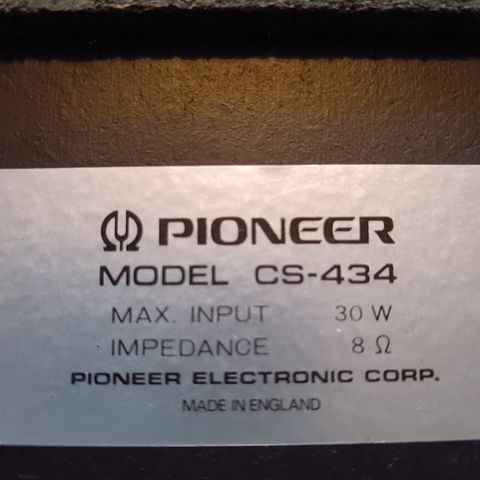 PIONEER
MODEL CS-434
MAX. INPUT 30 W
IMPEDANCE 8 Ω
PIONEER ELECTRONIC CORP.
MADE IN ENGLAND